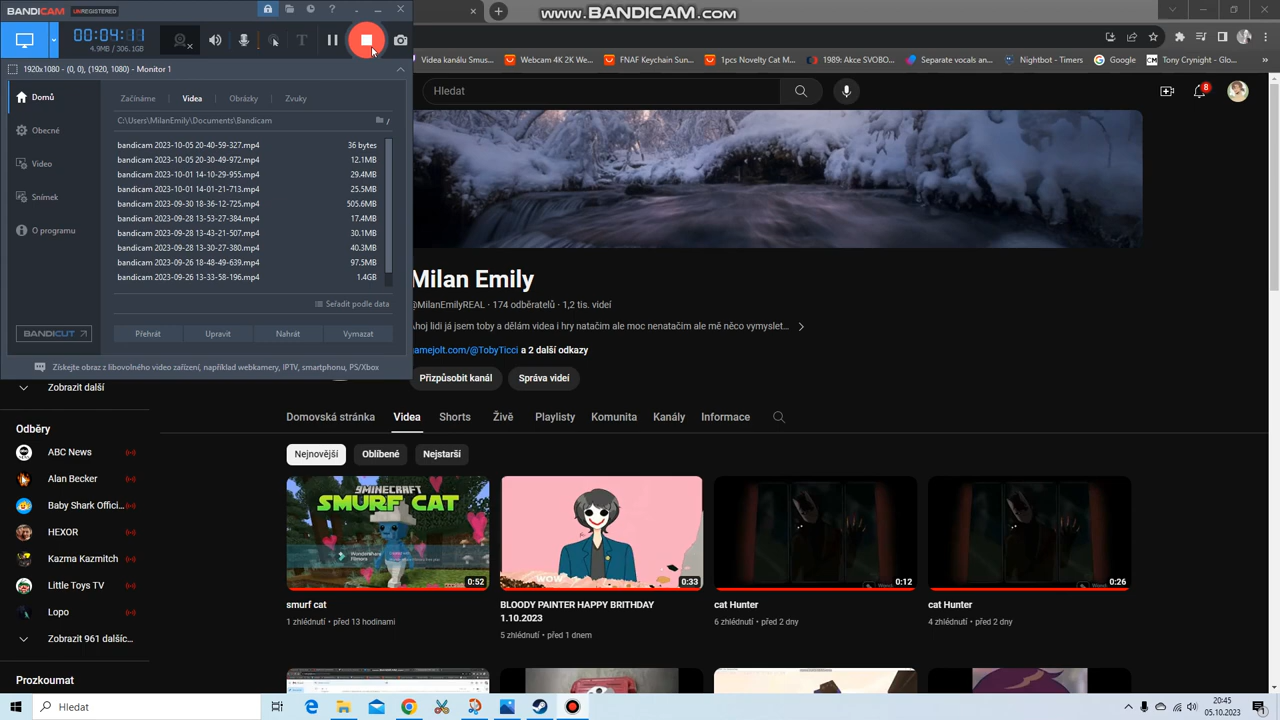 BANDICAM UNREGISTERED
www.BANDICAM.com
00:04:11
4.9MB / 306.1GB
1920x1080 - (0, 0), (1920, 1080) - Monitor 1
Domů
Obecné
Video
Snímek
O programu
BANDICUT
Začínáme Videa Obrázky Zvuky
C:\Users\MilanEmily\Documents\Bandicam
bandicam 2023-10-05 20-40-59-327.mp4 36 bytes
bandicam 2023-10-05 20-30-49-972.mp4 12.1MB
bandicam 2023-10-01 14-10-29-955.mp4 29.4MB
bandicam 2023-10-01 14-01-21-713.mp4 25.5MB
bandicam 2023-09-30 18-36-12-725.mp4 505.6MB
bandicam 2023-09-28 13-53-27-384.mp4 17.4MB
bandicam 2023-09-28 13-43-21-507.mp4 30.1MB
bandicam 2023-09-28 13-30-27-380.mp4 40.3MB
bandicam 2023-09-26 18-48-49-639.mp4 97.5MB
bandicam 2023-09-26 13-33-58-196.mp4 1.4GB
Seřadit podle data
Přehrát Upravit Nahrát Vymazat
Získejte obraz z libovolného video zařízení, například webkamery, IPTV, smartphonu, PS/Xbox
Videa kanálu Smus... Webcam 4K 2K We... FNAF Keychain Sun... 1pcs Novelty Cat M... 1989: Akce SVOBO... Separate vocals an... Nightbot - Timers Google Tony Crynight - Glo...
Hledat
8
Milan Emily
@MilanEmilyREAL · 174 odběratelů · 1,2 tis. videí
Ahoj lidi já jsem toby a dělám videa i hry natačim ale moc nenatačim ale mě něco vymyslet...
gamejolt.com/@TobyTicci a 2 další odkazy
Přizpůsobit kanál Správa videí
Domovská stránka Videa Shorts Živě Playlisty Komunita Kanály Informace
Nejnovější Oblíbené Nejstarší
Zobrazit další
Odběry
ABC News
Alan Becker
Baby Shark Offici...
HEXOR
Kazma Kazmitch
Little Toys TV
Lopo
Zobrazit 961 dalšíc...
Prozkoumat
9MINECRAFT
SMURF CAT
Wondershare
Filmora
0:52
smurf cat
1 zhlédnutí · před 13 hodinami
WOW
0:33
BLOODY PAINTER HAPPY BRITHDAY
1.10.2023
5 zhlédnutí · před 1 dnem
0:12
cat Hunter
6 zhlédnutí · před 2 dny
0:26
cat Hunter
4 zhlédnutí · před 2 dny
Hledat
20:45
05.10.2023
1